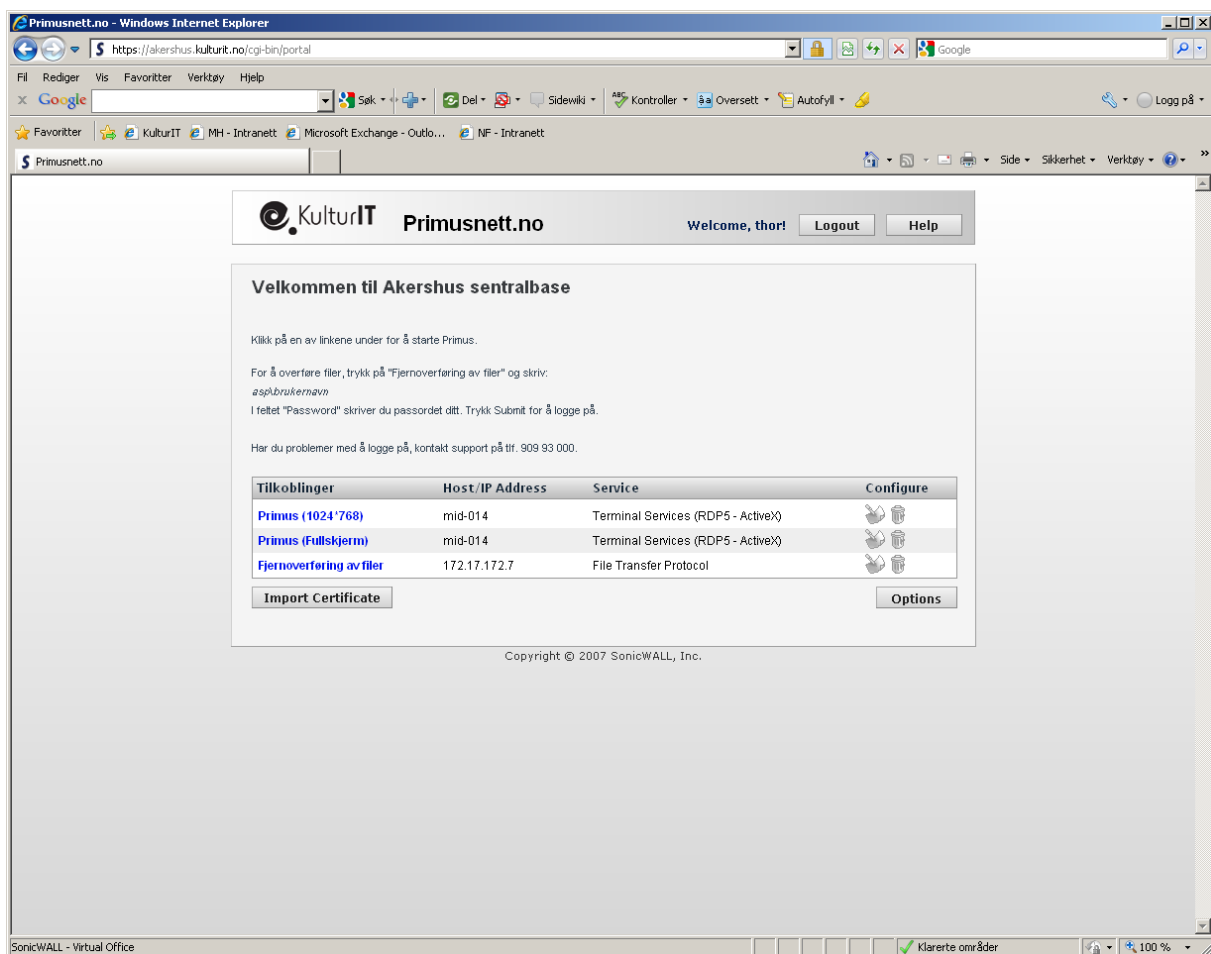 Primusnett.no - Windows Internet Explorer
https://akershus.kulturit.no/cgi-bin/portal
Google
Fil Rediger Vis Favoritter Verktøy Hjelp
x Google Søk Del Sidewiki Kontroller Oversett Autofyll Logg på
Favoritter KulturIT MH - Intranett Microsoft Exchange - Outlo... NF - Intranett
Primusnett.no Side Sikkerhet Verktøy
KulturIT Primusnett.no Welcome, thor! Logout Help
Velkommen til Akershus sentralbase
Klikk på en av linkene under for å starte Primus.
For å overføre filer, trykk på "Fjernoverføring av filer" og skriv:
asp\brukernavn
I feltet "Password" skriver du passordet ditt. Trykk Submit for å logge på.
Har du problemer med å logge på, kontakt support på tlf. 909 93 000.
Tilkoblinger Host/IP Address Service Configure
Primus (1024*768) mid-014 Terminal Services (RDP5 - ActiveX)
Primus (Fullskjerm) mid-014 Terminal Services (RDP5 - ActiveX)
Fjernoverføring av filer 172.17.172.7 File Transfer Protocol
Import Certificate Options
Copyright © 2007 SonicWALL, Inc.
SonicWALL - Virtual Office Klarerte områder 100 %